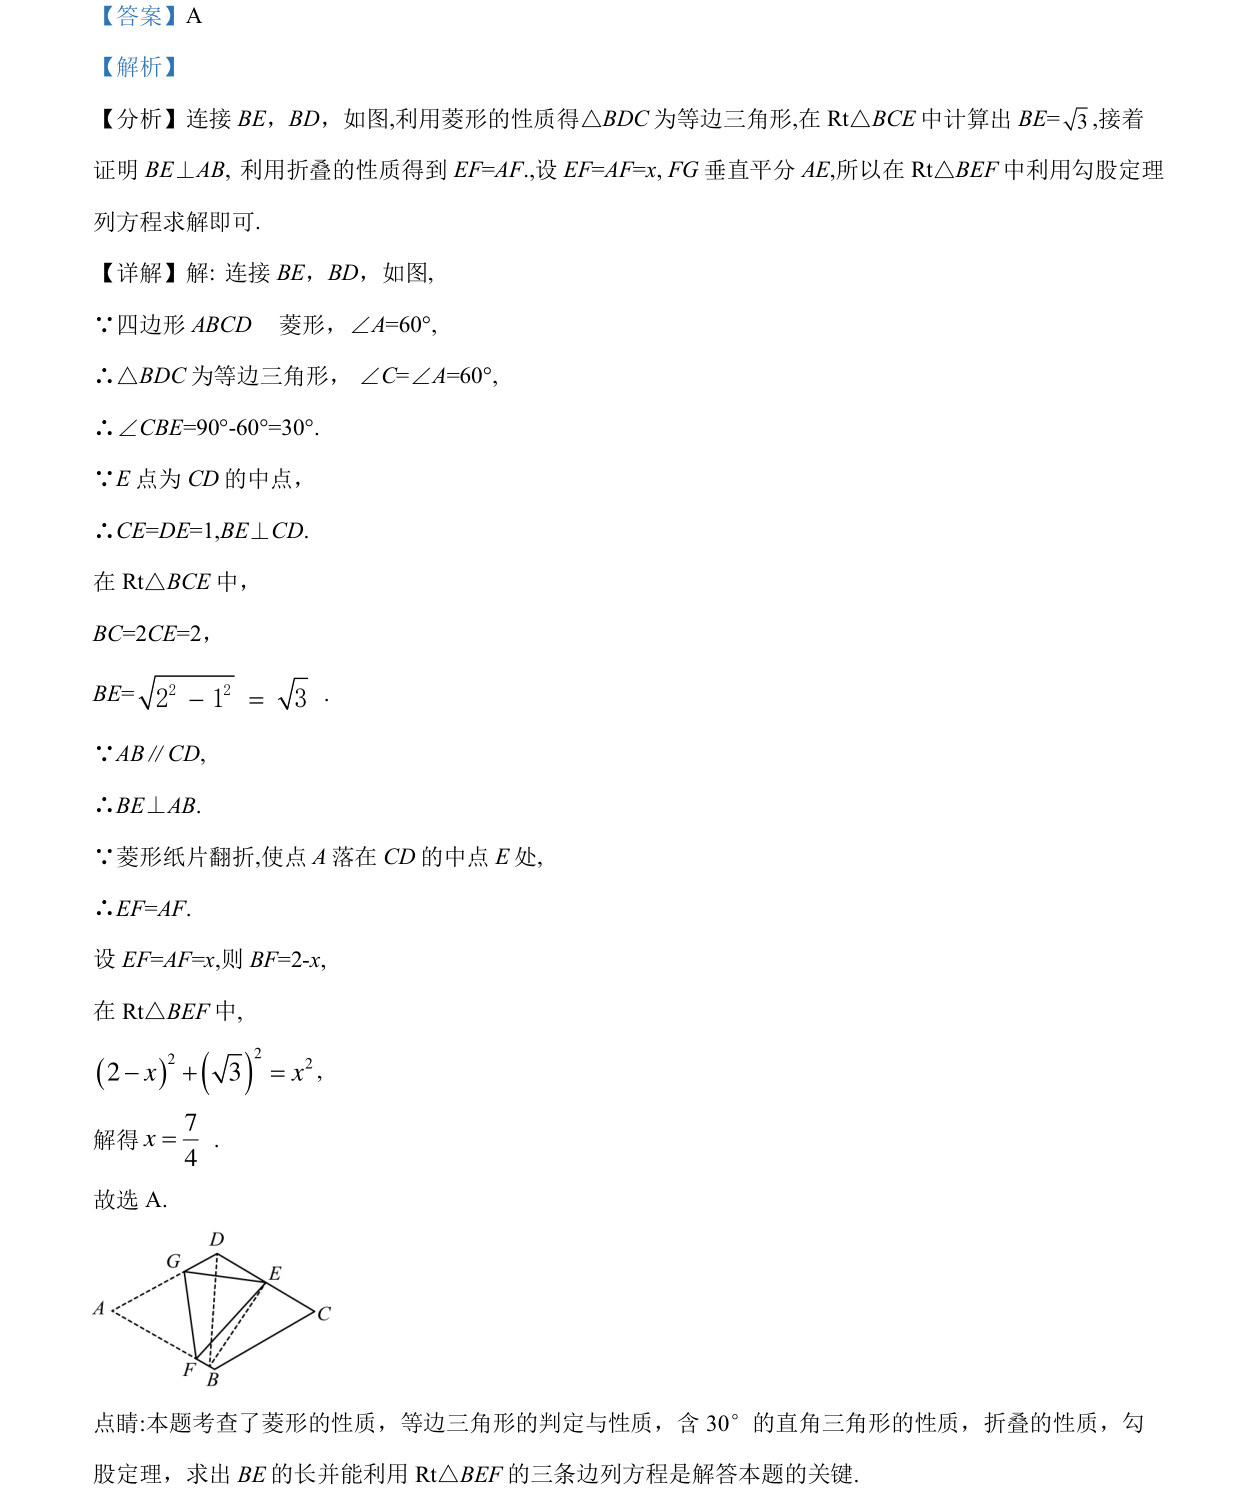 【答案】A
【解析】
【分析】连接 BE，BD，如图,利用菱形的性质得△BDC 为等边三角形,在 Rt△BCE 中计算出 BE=√3,接着
证明 BE⊥AB, 利用折叠的性质得到 EF=AF.,设 EF=AF=x, FG 垂直平分 AE,所以在 Rt△BEF 中利用勾股定理
列方程求解即可.
【详解】解: 连接 BE，BD，如图,
∵四边形 ABCD 菱形，∠A=60°,
∴△BDC 为等边三角形， ∠C=∠A=60°,
∴∠CBE=90°-60°=30°.
∵E 点为 CD 的中点，
∴CE=DE=1,BE⊥CD.
在 Rt△BCE 中，
BC=2CE=2，
BE=√(2² − 1²) = √3 .
∵AB∥CD,
∴BE⊥AB.
∵菱形纸片翻折,使点 A 落在 CD 的中点 E 处,
∴EF=AF.
设 EF=AF=x,则 BF=2-x,
在 Rt△BEF 中,
(2−x)²+(√3)²=x²,
解得 x=7/4 .
故选 A.
D
G
E
A
C
F
B
点睛:本题考查了菱形的性质，等边三角形的判定与性质，含 30°的直角三角形的性质，折叠的性质，勾
股定理，求出 BE 的长并能利用 Rt△BEF 的三条边列方程是解答本题的关键.